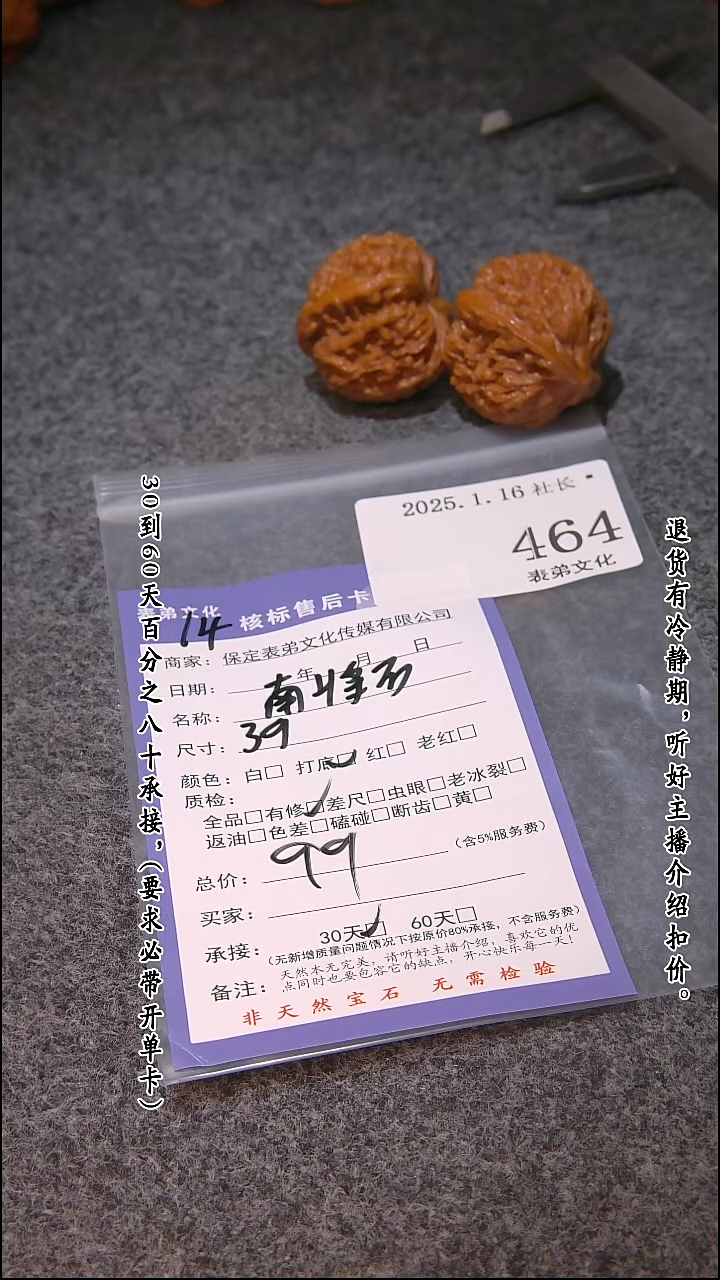 2025.1.16 社长
464
表弟文化
表弟文化
14 核标售后卡
商家：保定表弟文化传媒有限公司
日期： 年 月 日
名称：南将石
尺寸：39
颜色：白□ 打底☑ 红□ 老红□
质检：
全品□有修☑差尺□虫眼□老冰裂□
返油□色差□磕碰□断齿□黄□
总价：99 (含5%服务费)
买家：
承接：30天☑ 60天□
(无新增质量问题情况下按原价80%承接，不含服务费)
备注：天然本无完美，请听好主播介绍，喜欢它的优
点同时也要包容它的缺点，开心快乐每一天！
非天然宝石 无需检验
30到60天百分之八十承接，(要求必带开单卡)
退货有冷静期，听好主播介绍扣价。